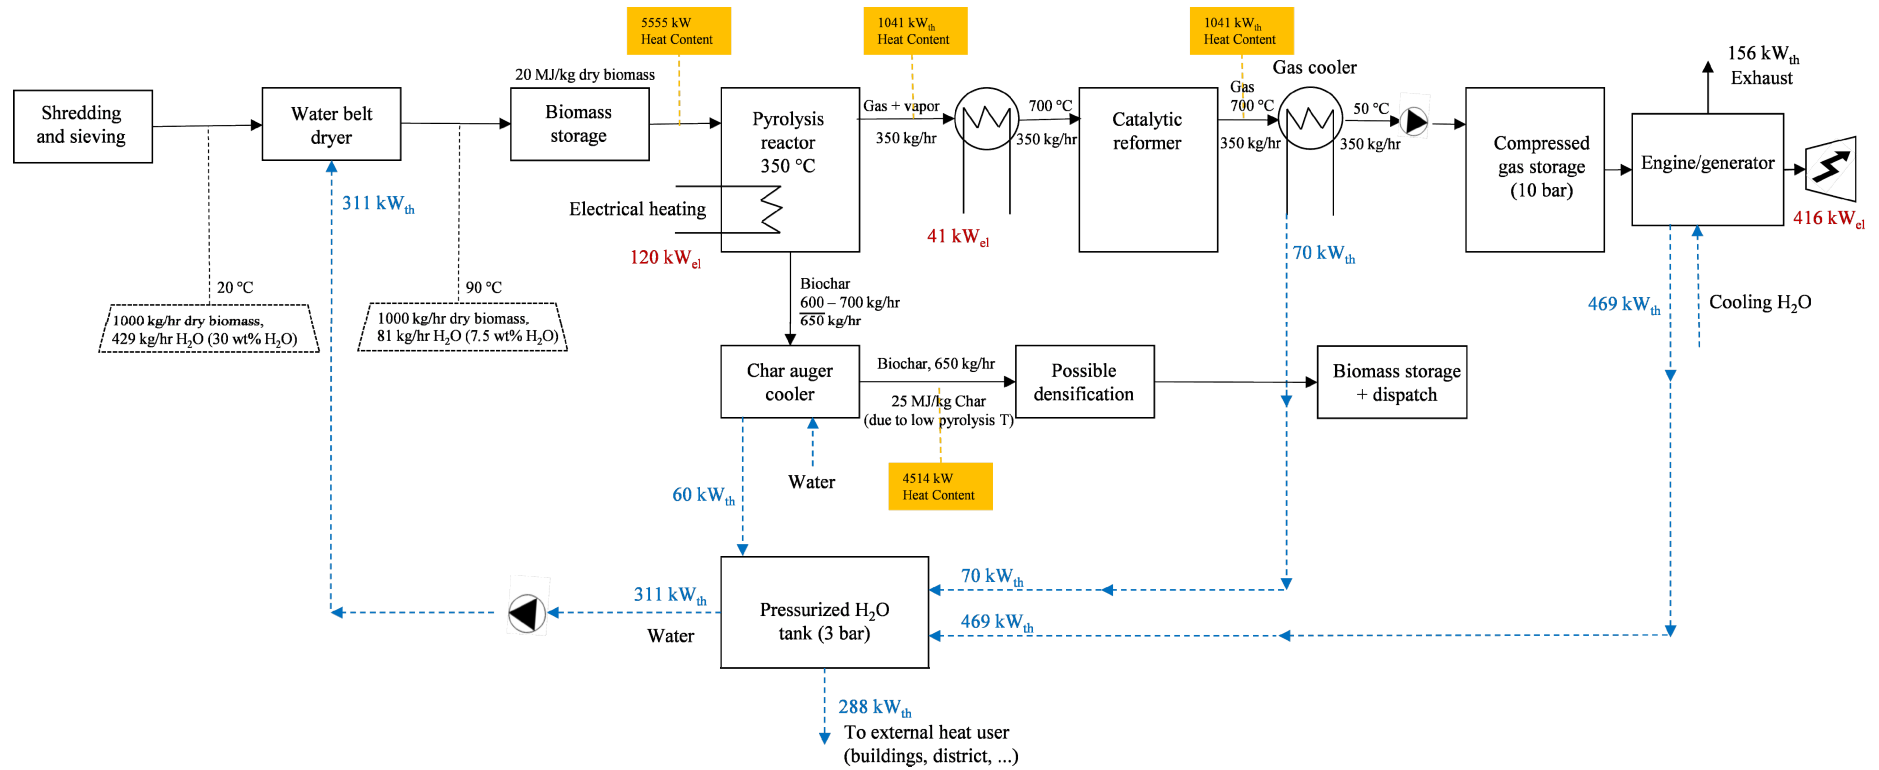 5555 kW
Heat Content
1041 kWth
Heat Content
1041 kWth
Heat Content
156 kWth
Exhaust
Gas cooler
20 MJ/kg dry biomass
Shredding
and sieving
Water belt
dryer
Biomass
storage
Pyrolysis
reactor
350 °C
Gas + vapor
350 kg/hr
700 °C
350 kg/hr
Catalytic
reformer
Gas
700 °C
350 kg/hr
50 °C
350 kg/hr
Compressed
gas storage
(10 bar)
Engine/generator
416 kWel
311 kWth
Electrical heating
120 kWel
41 kWel
70 kWth
469 kWth
Cooling H2O
20 °C
1000 kg/hr dry biomass,
429 kg/hr H2O (30 wt% H2O)
90 °C
1000 kg/hr dry biomass,
81 kg/hr H2O (7.5 wt% H2O)
Biochar
600 – 700 kg/hr
650 kg/hr
Char auger
cooler
Biochar, 650 kg/hr
25 MJ/kg Char
(due to low pyrolysis T)
Possible
densification
Biomass storage
+ dispatch
Water
4514 kW
Heat Content
60 kWth
311 kWth
Water
Pressurized H2O
tank (3 bar)
70 kWth
469 kWth
288 kWth
To external heat user
(buildings, district, ...)